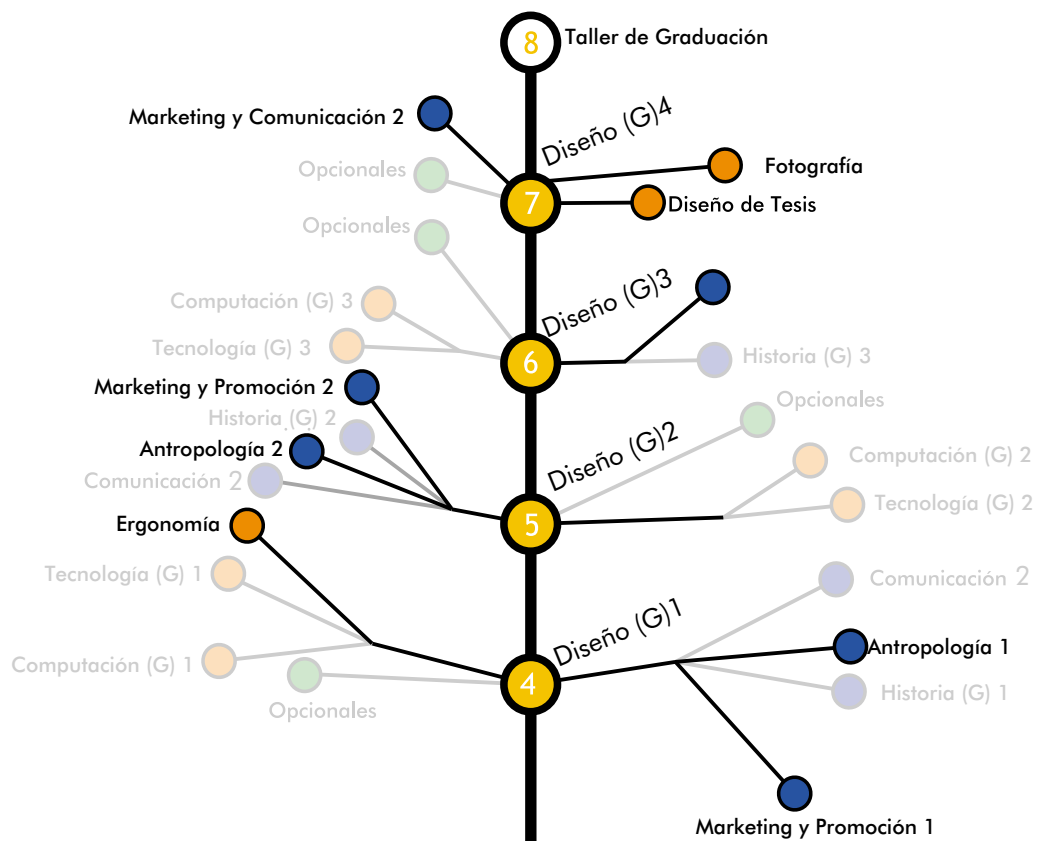 8
Taller de Graduación
Marketing y Comunicación 2
Diseño (G)4
Opcionales
Fotografía
7
Diseño de Tesis
Opcionales
Diseño (G)3
Computación (G) 3
Tecnología (G) 3
6
Historia (G) 3
Marketing y Promoción 2
Historia (G) 2
Opcionales
Antropología 2
Diseño (G)2
Computación (G) 2
Comunicación 2
Tecnología (G) 2
5
Ergonomía
Tecnología (G) 1
Comunicación 2
Diseño (G)1
Antropología 1
Computación (G) 1
4
Historia (G) 1
Opcionales
Marketing y Promoción 1